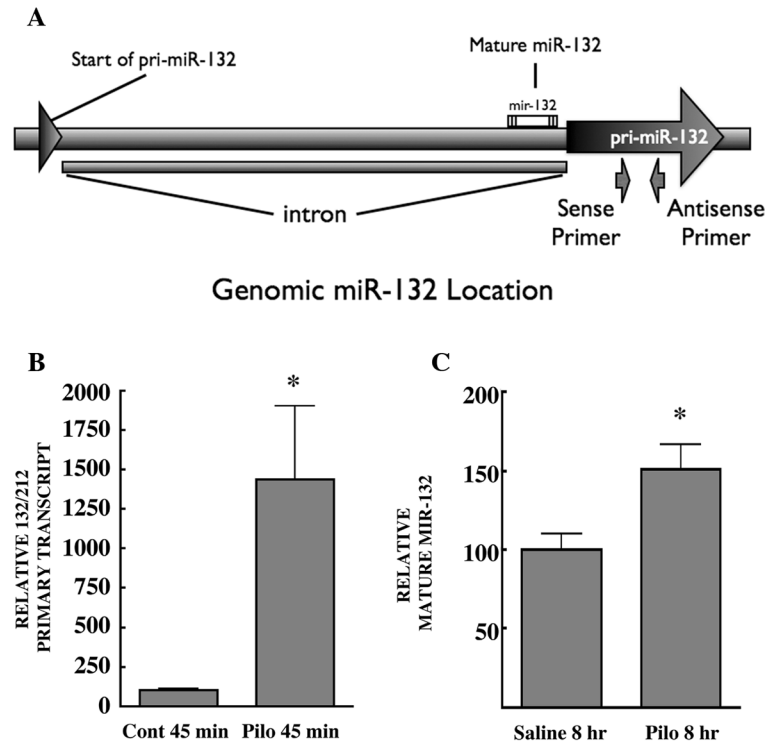 A
Start of pri-miR-132
Mature miR-132
mir-132
pri-miR-132
intron
Sense
Primer
Antisense
Primer
Genomic miR-132 Location
B
RELATIVE 132/212
PRIMARY TRANSCRIPT
2000
1750
1500
1250
1000
750
500
250
0
*
Cont 45 min
Pilo 45 min
C
RELATIVE
MATURE MIR-132
200
150
100
50
*
Saline 8 hr
Pilo 8 hr